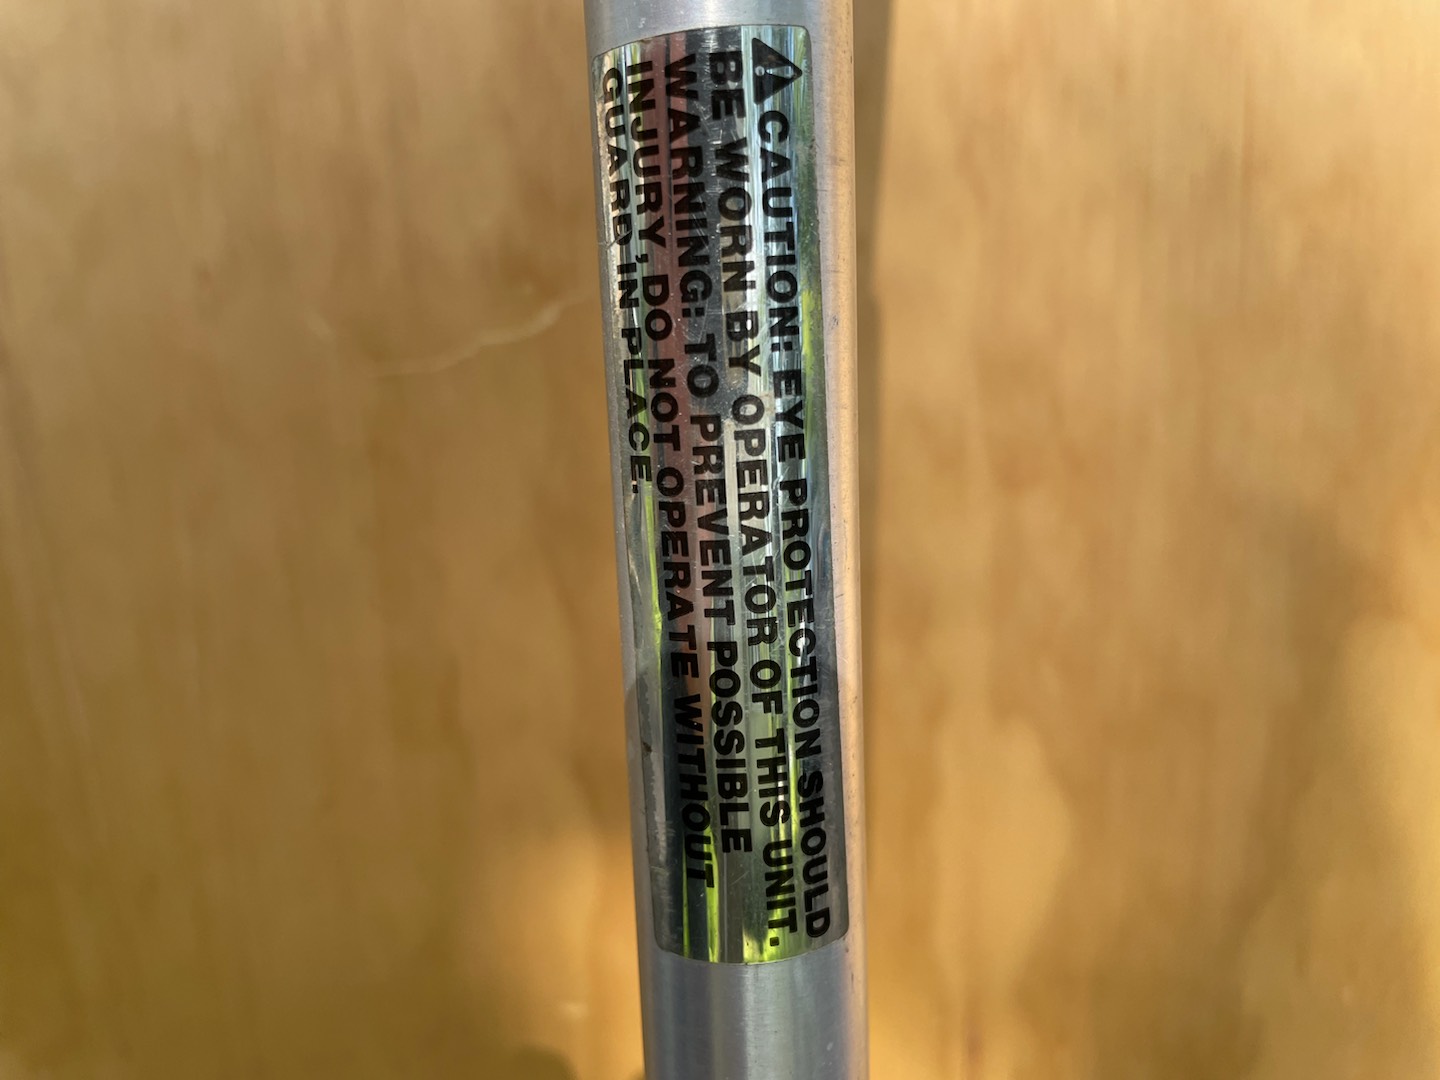 CAUTION: EYE PROTECTION SHOULD
BE WORN BY OPERATOR OF THIS UNIT.
WARNING: TO PREVENT POSSIBLE
INJURY, DO NOT OPERATE WITHOUT
GUARD IN PLACE.